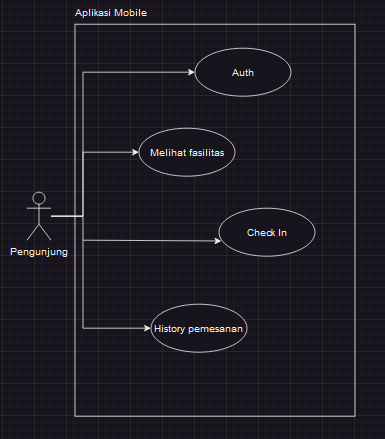 Aplikasi Mobile
Auth
Melihat fasilitas
Check In
Pengunjung
History pemesanan